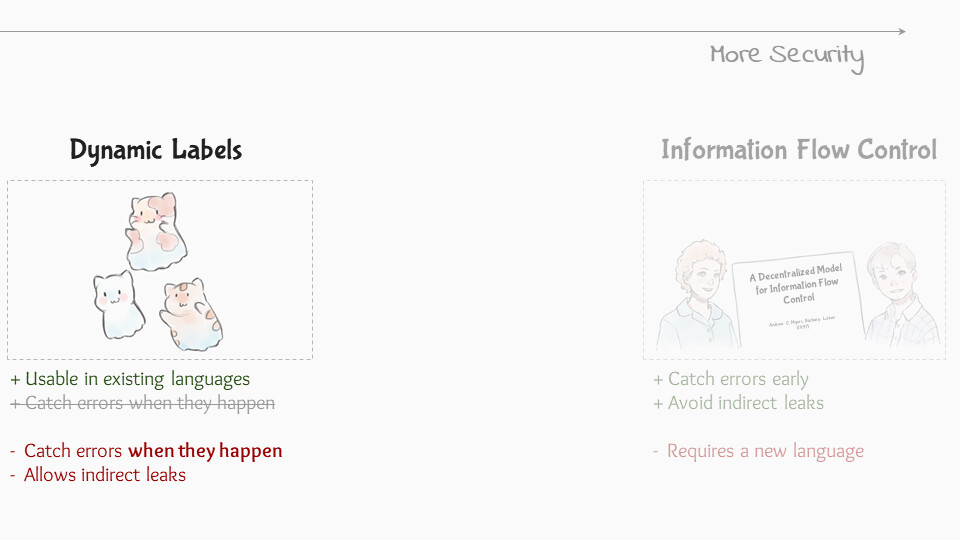 More Security
Dynamic Labels
+ Usable in existing languages
+ Catch errors when they happen
- Catch errors when they happen
- Allows indirect leaks
Information Flow Control
A Decentralized Model
for Information Flow
Control
Andrew C. Myers, Barbara Liskov
+ Catch errors early
+ Avoid indirect leaks
- Requires a new language